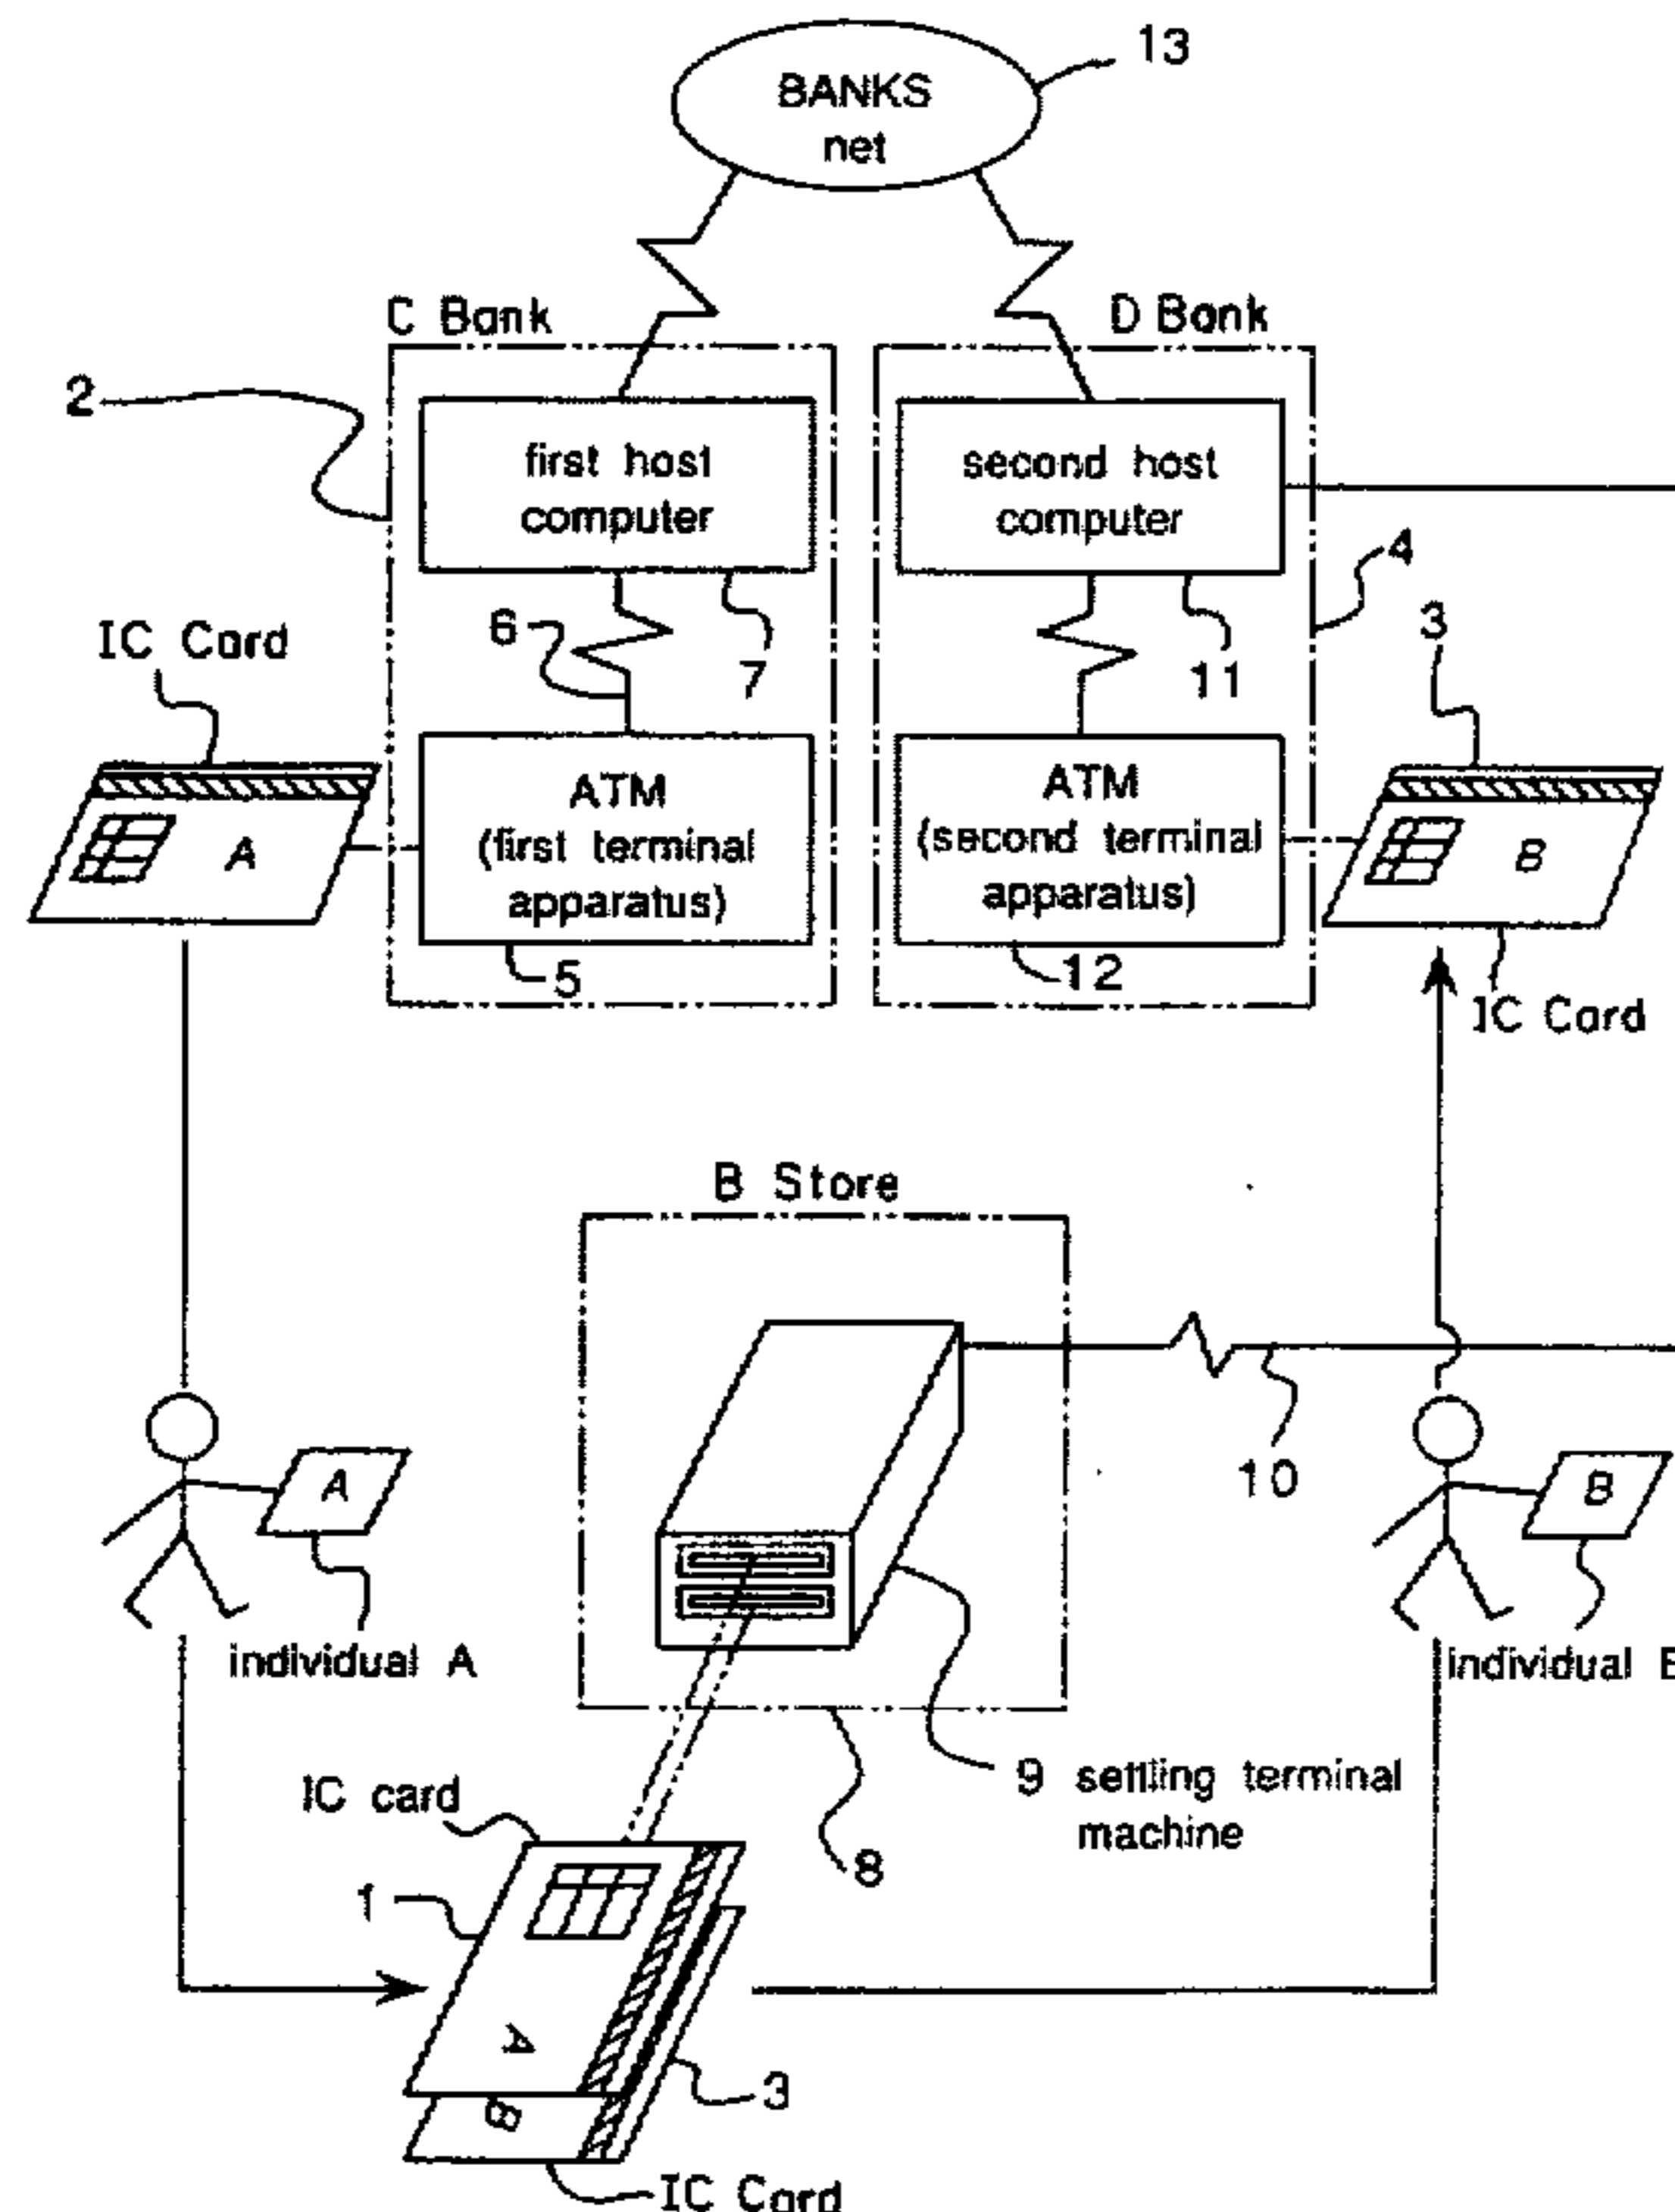 13
BANKS
net
C Bank
D Bank
2
first host
computer
second host
computer
4
IC Card
6
7
11
3
ATM
(first terminal
apparatus)
ATM
(second terminal
apparatus)
A
B
5
12
IC Card
B Store
A
B
10
individual A
individual
9 settling terminal
machine
IC card
8
1
A
3
B
IC Card